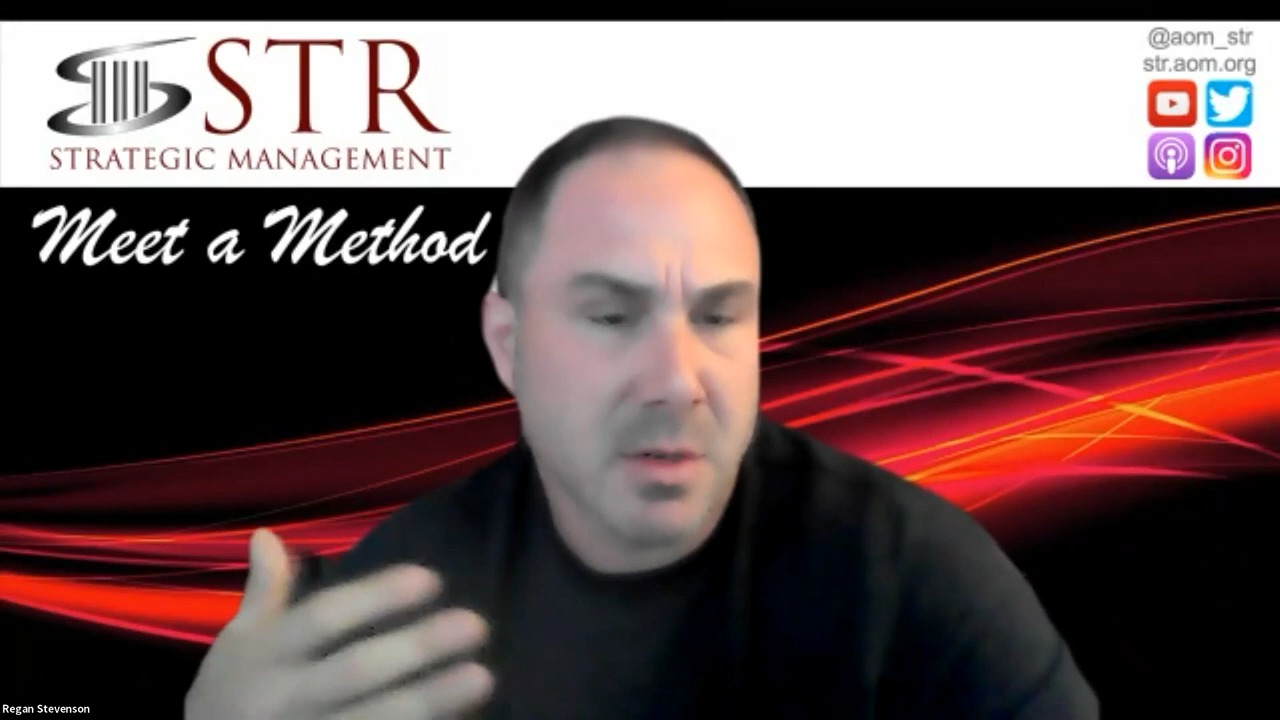 STR
STRATEGIC MANAGEMENT
@aom_str
str.aom.org
Meet a Method
Regan Stevenson